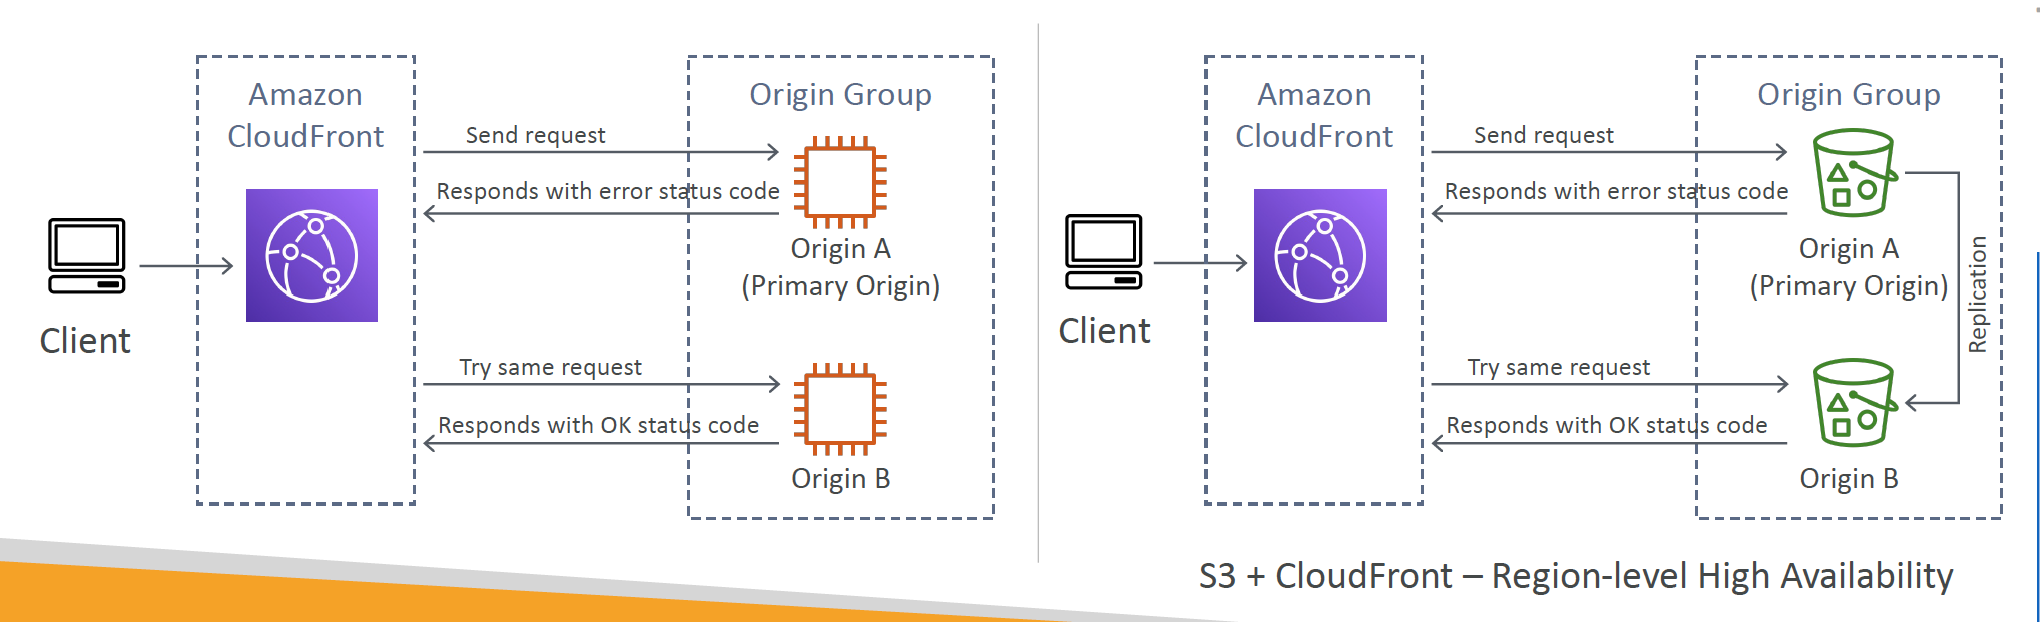 Amazon
CloudFront
Origin Group
Send request
Responds with error status code
Origin A
(Primary Origin)
Client
Try same request
Responds with OK status code
Origin B
Amazon
CloudFront
Origin Group
Send request
Responds with error status code
Origin A
(Primary Origin)
Replication
Client
Try same request
Responds with OK status code
Origin B
S3 + CloudFront – Region-level High Availability